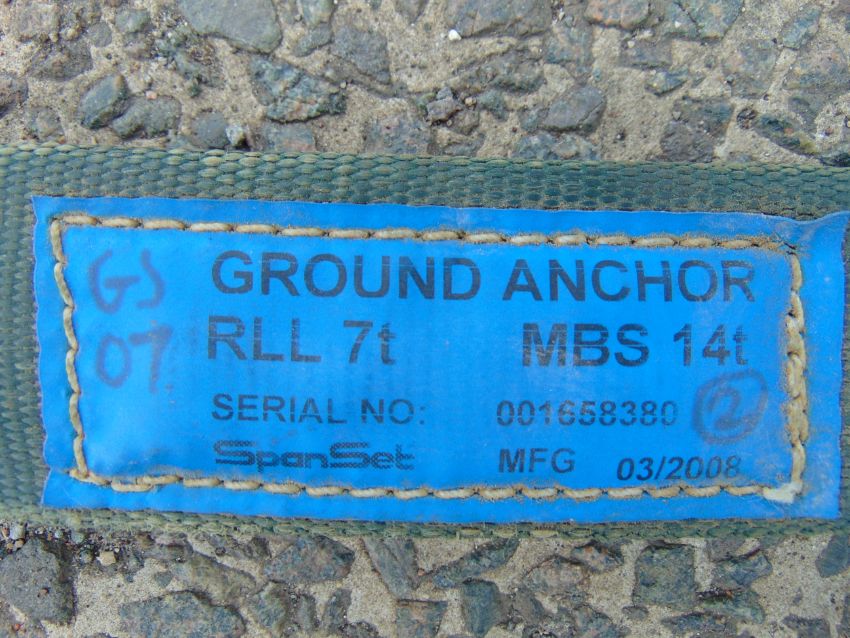 GS GROUND ANCHOR
07 RLL 7t MBS 14t
SERIAL NO: 001658380 2
SpanSet MFG 03/2008